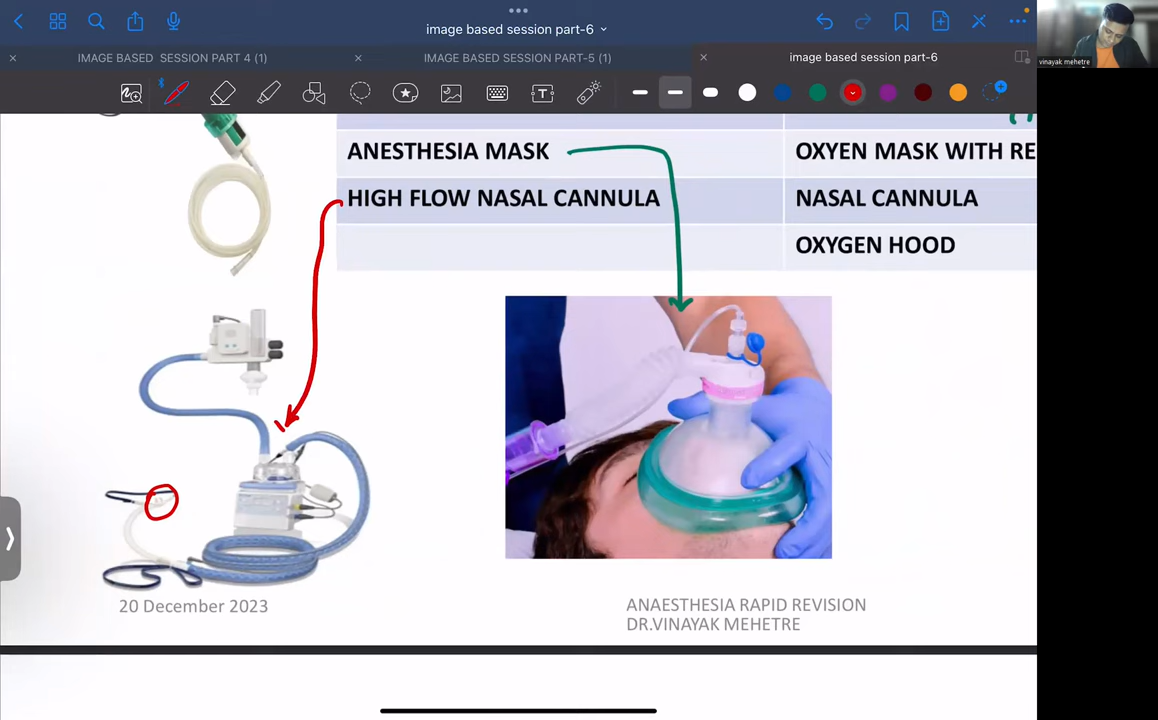 image based session part-6
vinayak mehetre
IMAGE BASED SESSION PART 4 (1)
IMAGE BASED SESSION PART-5 (1)
image based session part-6
ANESTHESIA MASK
OXYEN MASK WITH RE
HIGH FLOW NASAL CANNULA
NASAL CANNULA
OXYGEN HOOD
20 December 2023
ANAESTHESIA RAPID REVISION
DR.VINAYAK MEHETRE